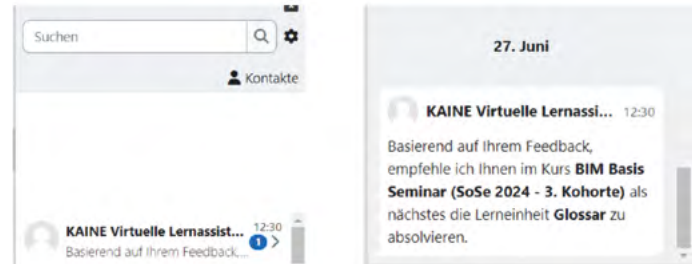 Suchen
Kontakte
KAINE Virtuelle Lernassist... 12:30
Basierend auf Ihrem Feedback,... 1
27. Juni
KAINE Virtuelle Lernassi... 12:30
Basierend auf Ihrem Feedback,
empfehle ich Ihnen im Kurs BIM Basis
Seminar (SoSe 2024 - 3. Kohorte) als
nächstes die Lerneinheit Glossar zu
absolvieren.